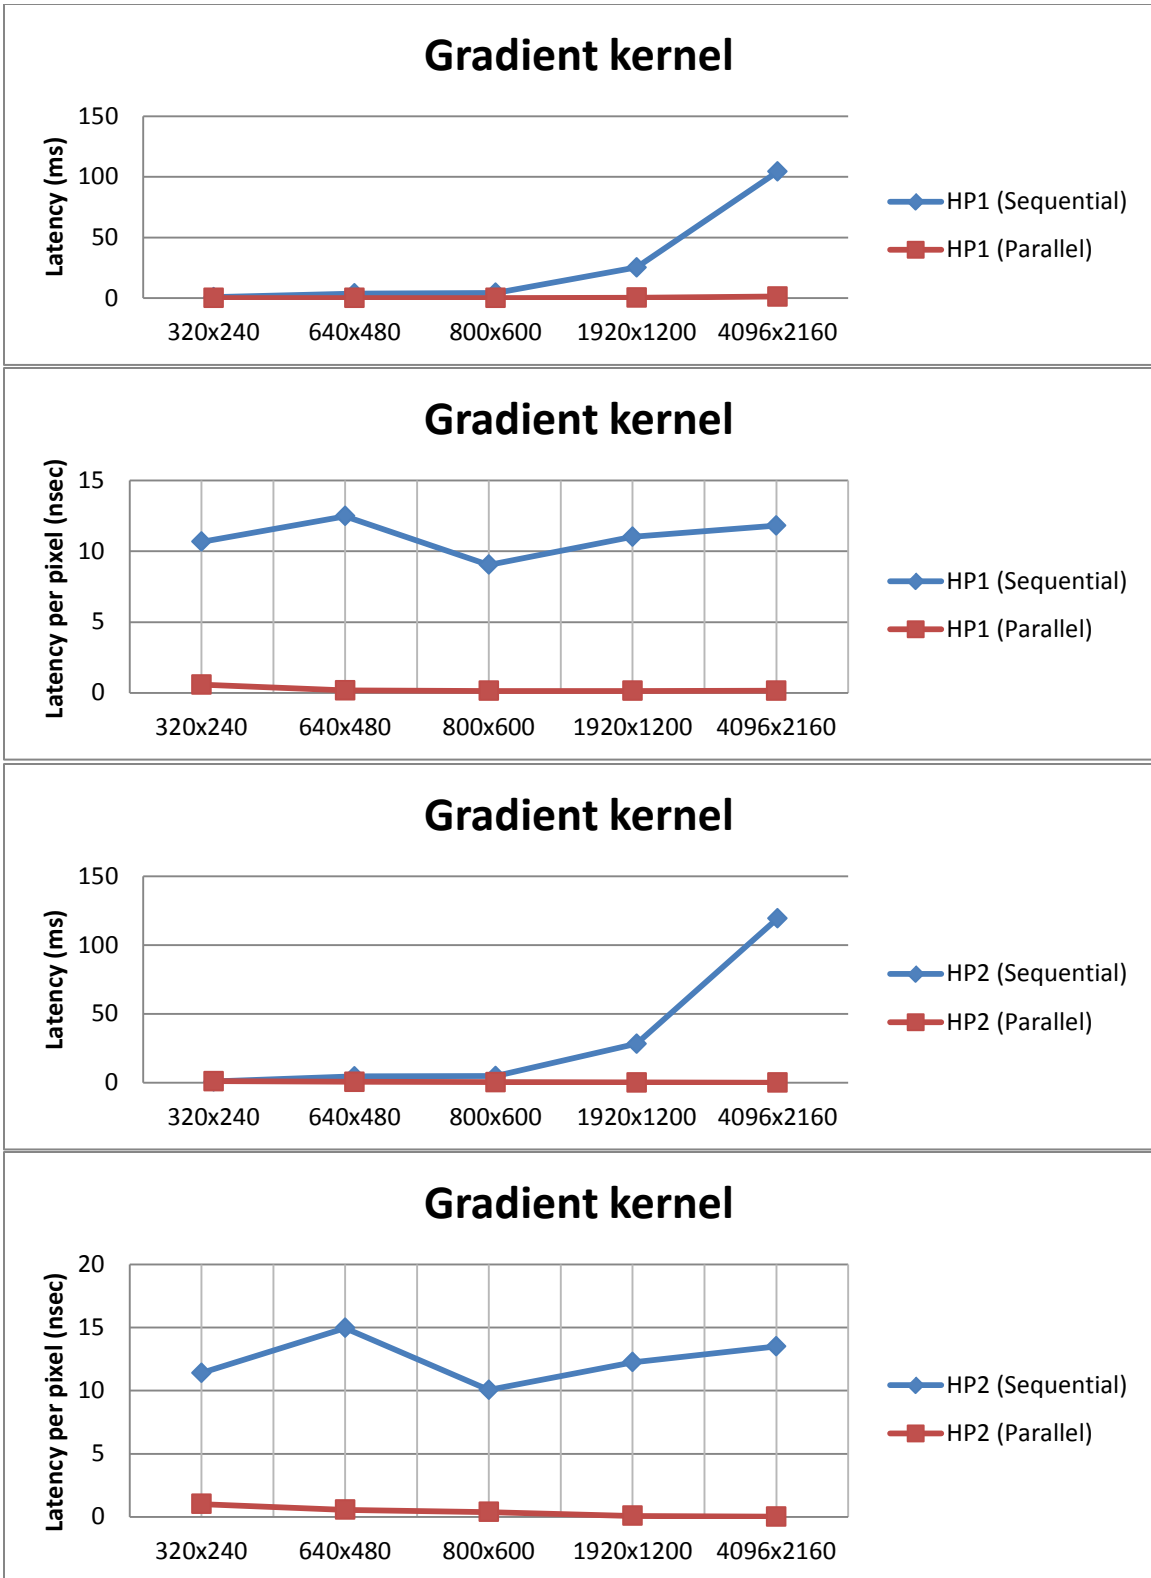 Gradient kernel
Latency (ms)
150
100
50
0
320x240 640x480 800x600 1920x1200 4096x2160
HP1 (Sequential)
HP1 (Parallel)
Gradient kernel
Latency per pixel (nsec)
15
10
5
0
320x240 640x480 800x600 1920x1200 4096x2160
HP1 (Sequential)
HP1 (Parallel)
Gradient kernel
Latency (ms)
150
100
50
0
320x240 640x480 800x600 1920x1200 4096x2160
HP2 (Sequential)
HP2 (Parallel)
Gradient kernel
Latency per pixel (nsec)
20
15
10
5
0
320x240 640x480 800x600 1920x1200 4096x2160
HP2 (Sequential)
HP2 (Parallel)